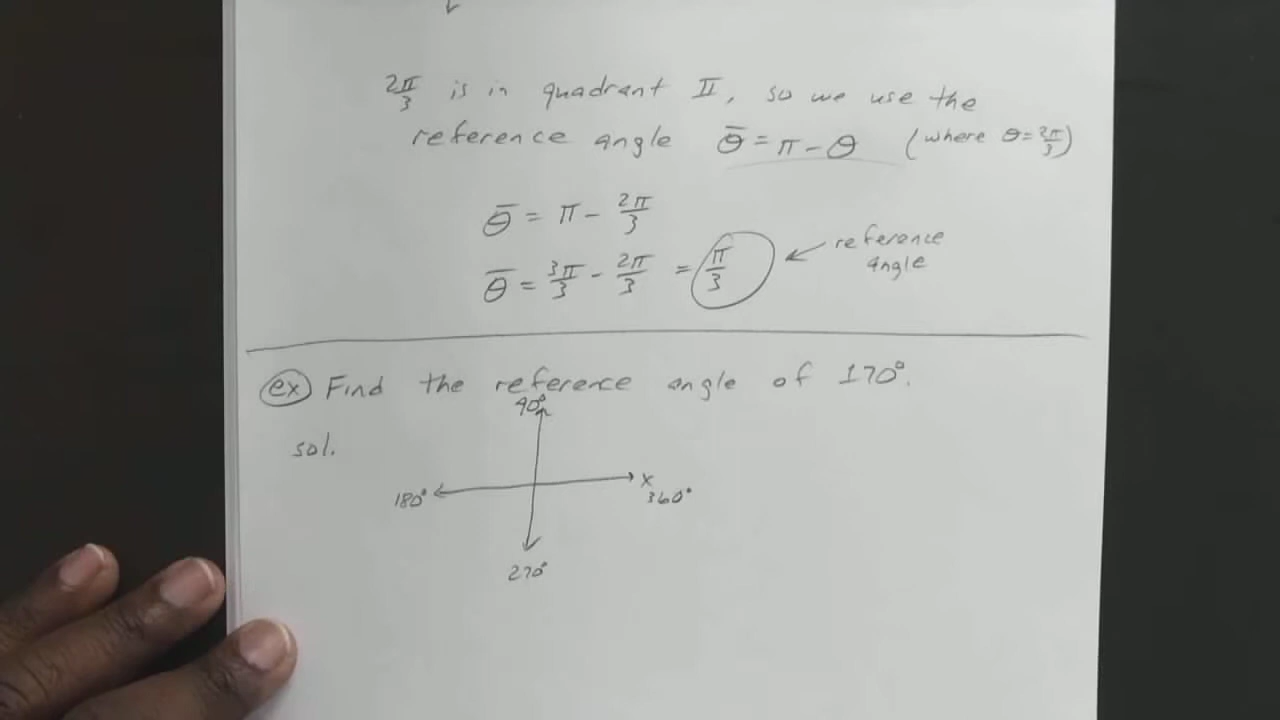 2π/3 is in quadrant II, so we use the
reference angle θ̄ = π - θ (where θ = 2π/3)
θ̄ = π - 2π/3
θ̄ = 3π/3 - 2π/3 = π/3
reference
angle
ex Find the reference angle of 170°.
90°
sol.
180°
x
360°
270°